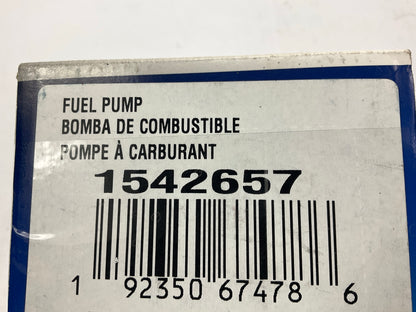 FUEL PUMP
BOMBA DE COMBUSTIBLE
POMPE À CARBURANT
1542657
1 92350 67478 6